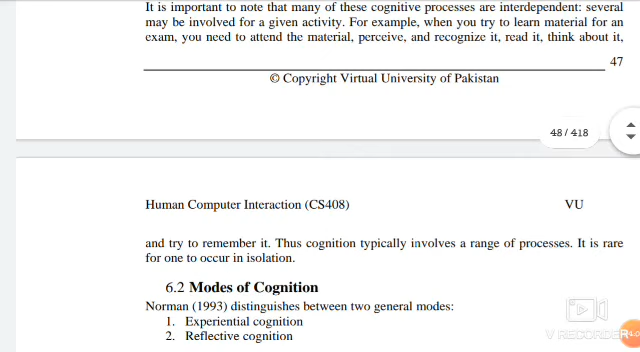 It is important to note that many of these cognitive processes are interdependent: several
may be involved for a given activity. For example, when you try to learn material for an
exam, you need to attend the material, perceive, and recognize it, read it, think about it,
47
© Copyright Virtual University of Pakistan
48 / 418
Human Computer Interaction (CS408) VU
and try to remember it. Thus cognition typically involves a range of processes. It is rare
for one to occur in isolation.
6.2 Modes of Cognition
Norman (1993) distinguishes between two general modes:
1. Experiential cognition
2. Reflective cognition
V RECORDER